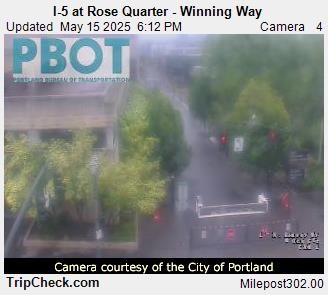 I-5 at Rose Quarter - Winning Way
Updated May 15 2025 6:12 PM Camera 4
PBOT
PORTLAND BUREAU OF TRANSPORTATION
Camera courtesy of the City of Portland
TripCheck.com Milepost302.00